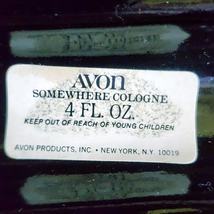 AVON
SOMEWHERE COLOGNE
4 FL. OZ.
KEEP OUT OF REACH OF YOUNG CHILDREN
AVON PRODUCTS, INC. • NEW YORK, N.Y. 10019